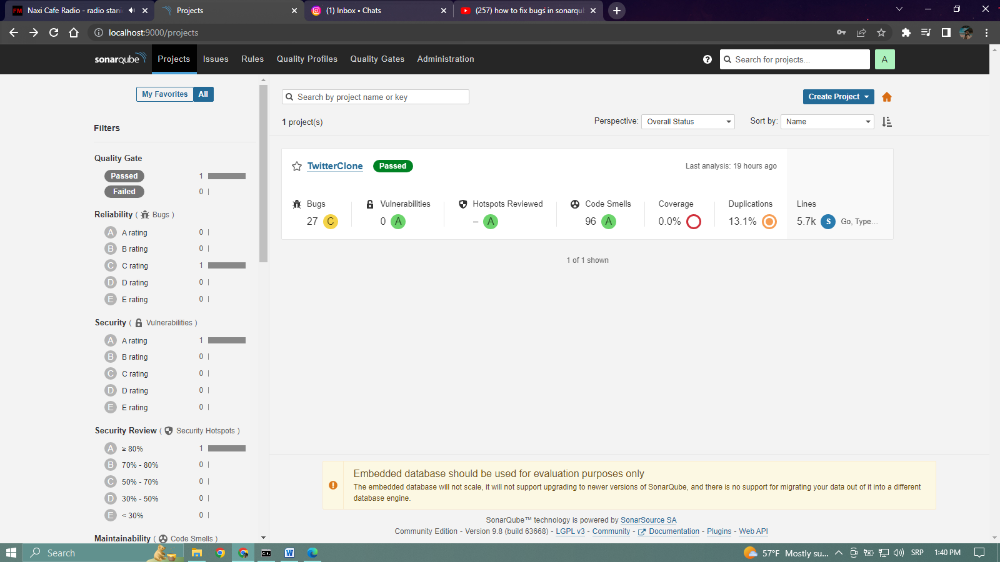 FM Naxi Cafe Radio - radio stani
Projects
(1) Inbox • Chats
(257) how to fix bugs in sonarqu
localhost:9000/projects
sonarqube Projects Issues Rules Quality Profiles Quality Gates Administration
Search for projects...
A
My Favorites All
Search by project name or key
Create Project
1 project(s)
Perspective: Overall Status
Sort by: Name
Filters
Quality Gate
Passed 1
Failed 0
Reliability ( Bugs )
A A rating 0
B B rating 0
C C rating 1
D D rating 0
E E rating 0
Security ( Vulnerabilities )
A A rating 1
B B rating 0
C C rating 0
D D rating 0
E E rating 0
Security Review ( Security Hotspots )
A ≥ 80% 1
B 70% - 80% 0
C 50% - 70% 0
D 30% - 50% 0
E < 30% 0
Maintainability ( Code Smells )
TwitterClone Passed
Last analysis: 19 hours ago
Bugs Vulnerabilities Hotspots Reviewed Code Smells Coverage Duplications Lines
27 C 0 A – A 96 A 0.0% 13.1% 5.7k S Go, Type...
1 of 1 shown
Embedded database should be used for evaluation purposes only
The embedded database will not scale, it will not support upgrading to newer versions of SonarQube, and there is no support for migrating your data out of it into a different
database engine.
SonarQube™ technology is powered by SonarSource SA
Community Edition - Version 9.8 (build 63668) - LGPL v3 - Community - Documentation - Plugins - Web API
Search
57°F Mostly su... SRP 1:40 PM